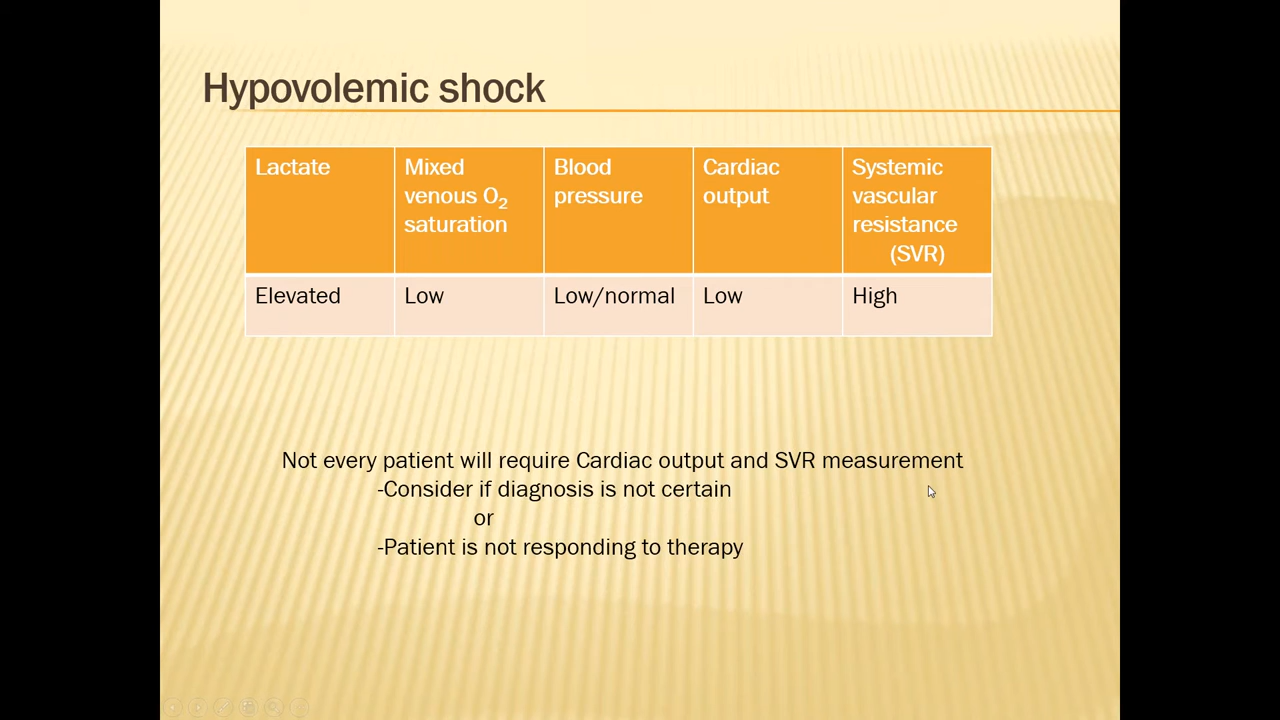 Hypovolemic shock
Lactate
Mixed
venous O₂
saturation
Blood
pressure
Cardiac
output
Systemic
vascular
resistance
(SVR)
Elevated
Low
Low/normal
Low
High
Not every patient will require Cardiac output and SVR measurement
-Consider if diagnosis is not certain
or
-Patient is not responding to therapy